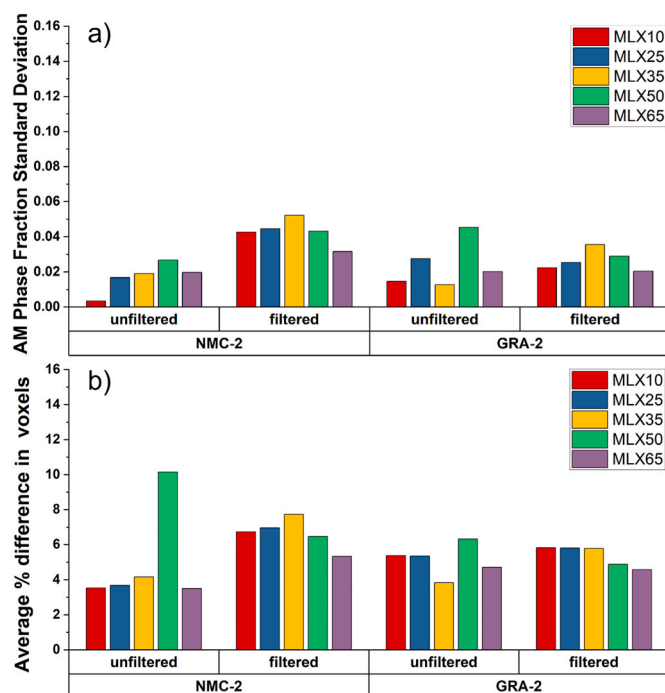 a)
AM Phase Fraction Standard Deviation
0.16
0.14
0.12
0.10
0.08
0.06
0.04
0.02
0.00
MLX10
MLX25
MLX35
MLX50
MLX65
unfiltered filtered unfiltered filtered
NMC-2 GRA-2
b)
Average % difference in voxels
16
14
12
10
8
6
4
2
0
MLX10
MLX25
MLX35
MLX50
MLX65
unfiltered filtered unfiltered filtered
NMC-2 GRA-2